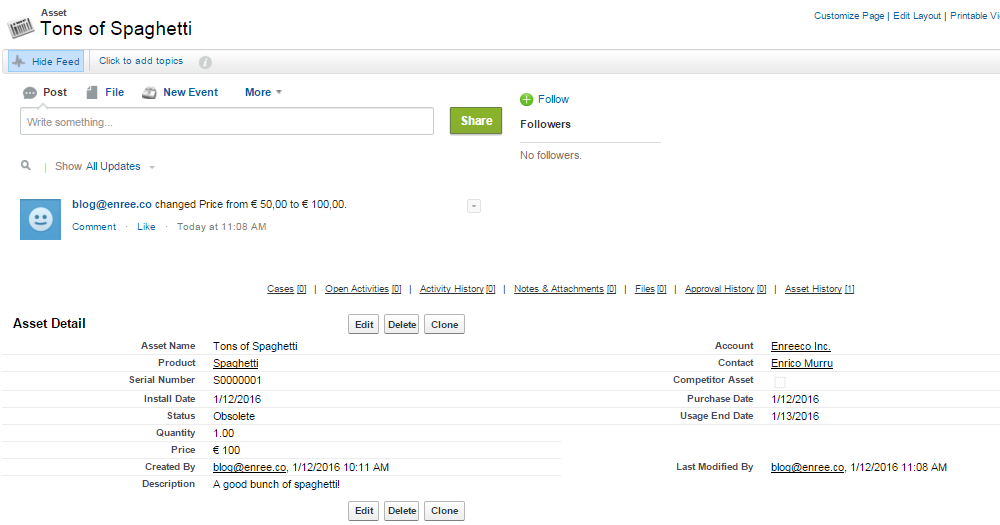 Asset
Tons of Spaghetti
Customize Page | Edit Layout | Printable Vi
Hide Feed Click to add topics i
Post File New Event More
Write something...
Share
Follow
Followers
No followers.
Show All Updates
blog@enree.co changed Price from € 50,00 to € 100,00.
Comment · Like · Today at 11:08 AM
Cases [0] | Open Activities [0] | Activity History [0] | Notes & Attachments [0] | Files [0] | Approval History [0] | Asset History [1]
Asset Detail Edit Delete Clone
Asset Name Tons of Spaghetti Account Enreeco Inc.
Product Spaghetti Contact Enrico Murru
Serial Number S0000001 Competitor Asset
Install Date 1/12/2016 Purchase Date 1/12/2016
Status Obsolete Usage End Date 1/13/2016
Quantity 1.00
Price € 100
Created By blog@enree.co, 1/12/2016 10:11 AM Last Modified By blog@enree.co, 1/12/2016 11:08 AM
Description A good bunch of spaghetti!
Edit Delete Clone